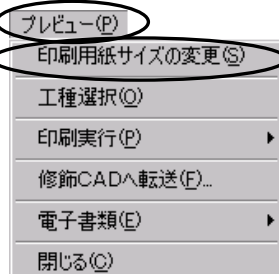 プレビュー(P)
印刷用紙サイズの変更(S)
工種選択(O)
印刷実行(P)
修飾CADへ転送(F)...
電子書類(E)
閉じる(C)